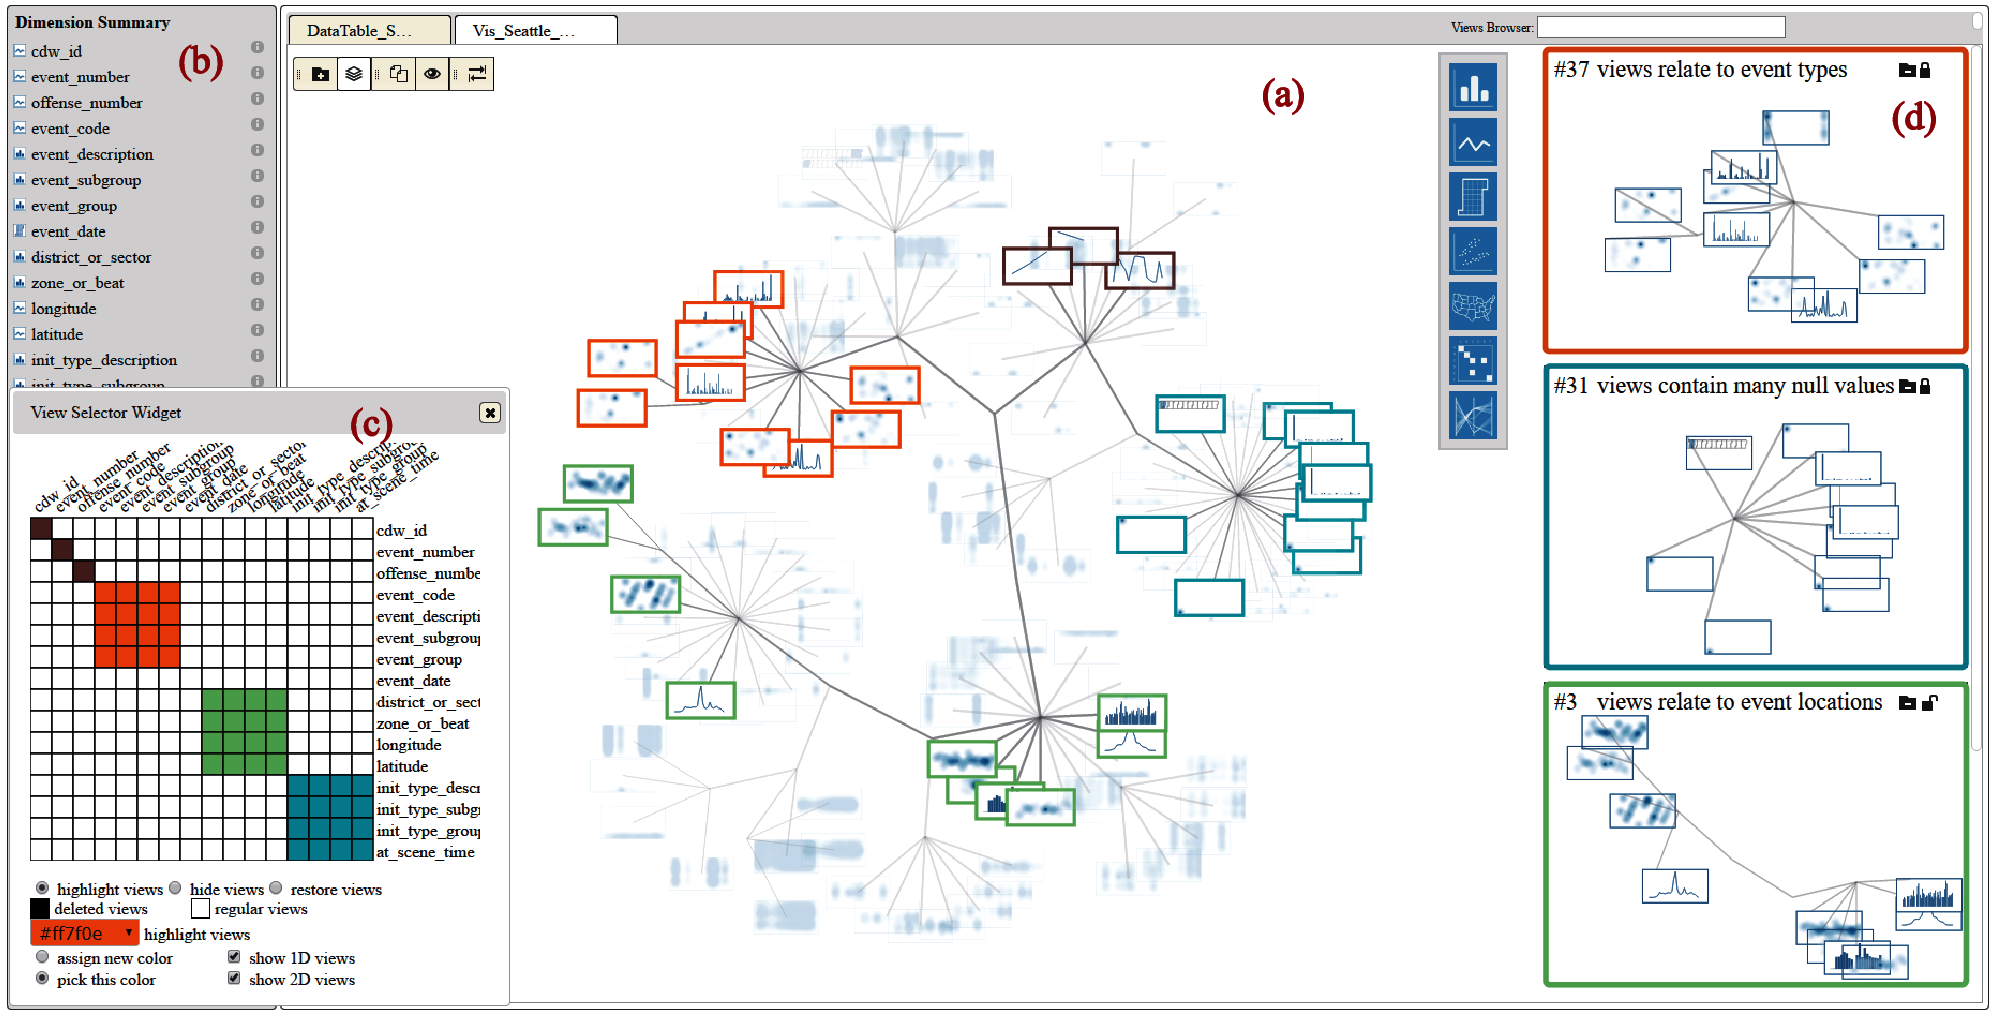 Dimension Summary
(b)
cdw_id
event_number
offense_number
event_code
event_description
event_subgroup
event_group
event_date
district_or_sector
zone_or_beat
longitude
latitude
init_type_description
init_type_subgroup
DataTable_S...
Vis_Seattle_...
Views Browser:
(a)
#37 views relate to event types
(d)
#31 views contain many null values
#3 views relate to event locations
View Selector Widget
(c)
cdw_id
event_number
offense_number
event_code
event_description
event_subgroup
event_group
event_date
district_or_sector
zone_or_beat
longitude
latitude
init_type_descrip
init_type_subgro
init_type_group
at_scene_time
cdw_id
event_number
offense_numbe
event_code
event_descripti
event_subgrou
event_group
event_date
district_or_sect
zone_or_beat
longitude
latitude
init_type_descr
init_type_subgr
init_type_group
at_scene_time
highlight views hide views restore views
deleted views regular views
#ff7f0e highlight views
assign new color show 1D views
pick this color show 2D views